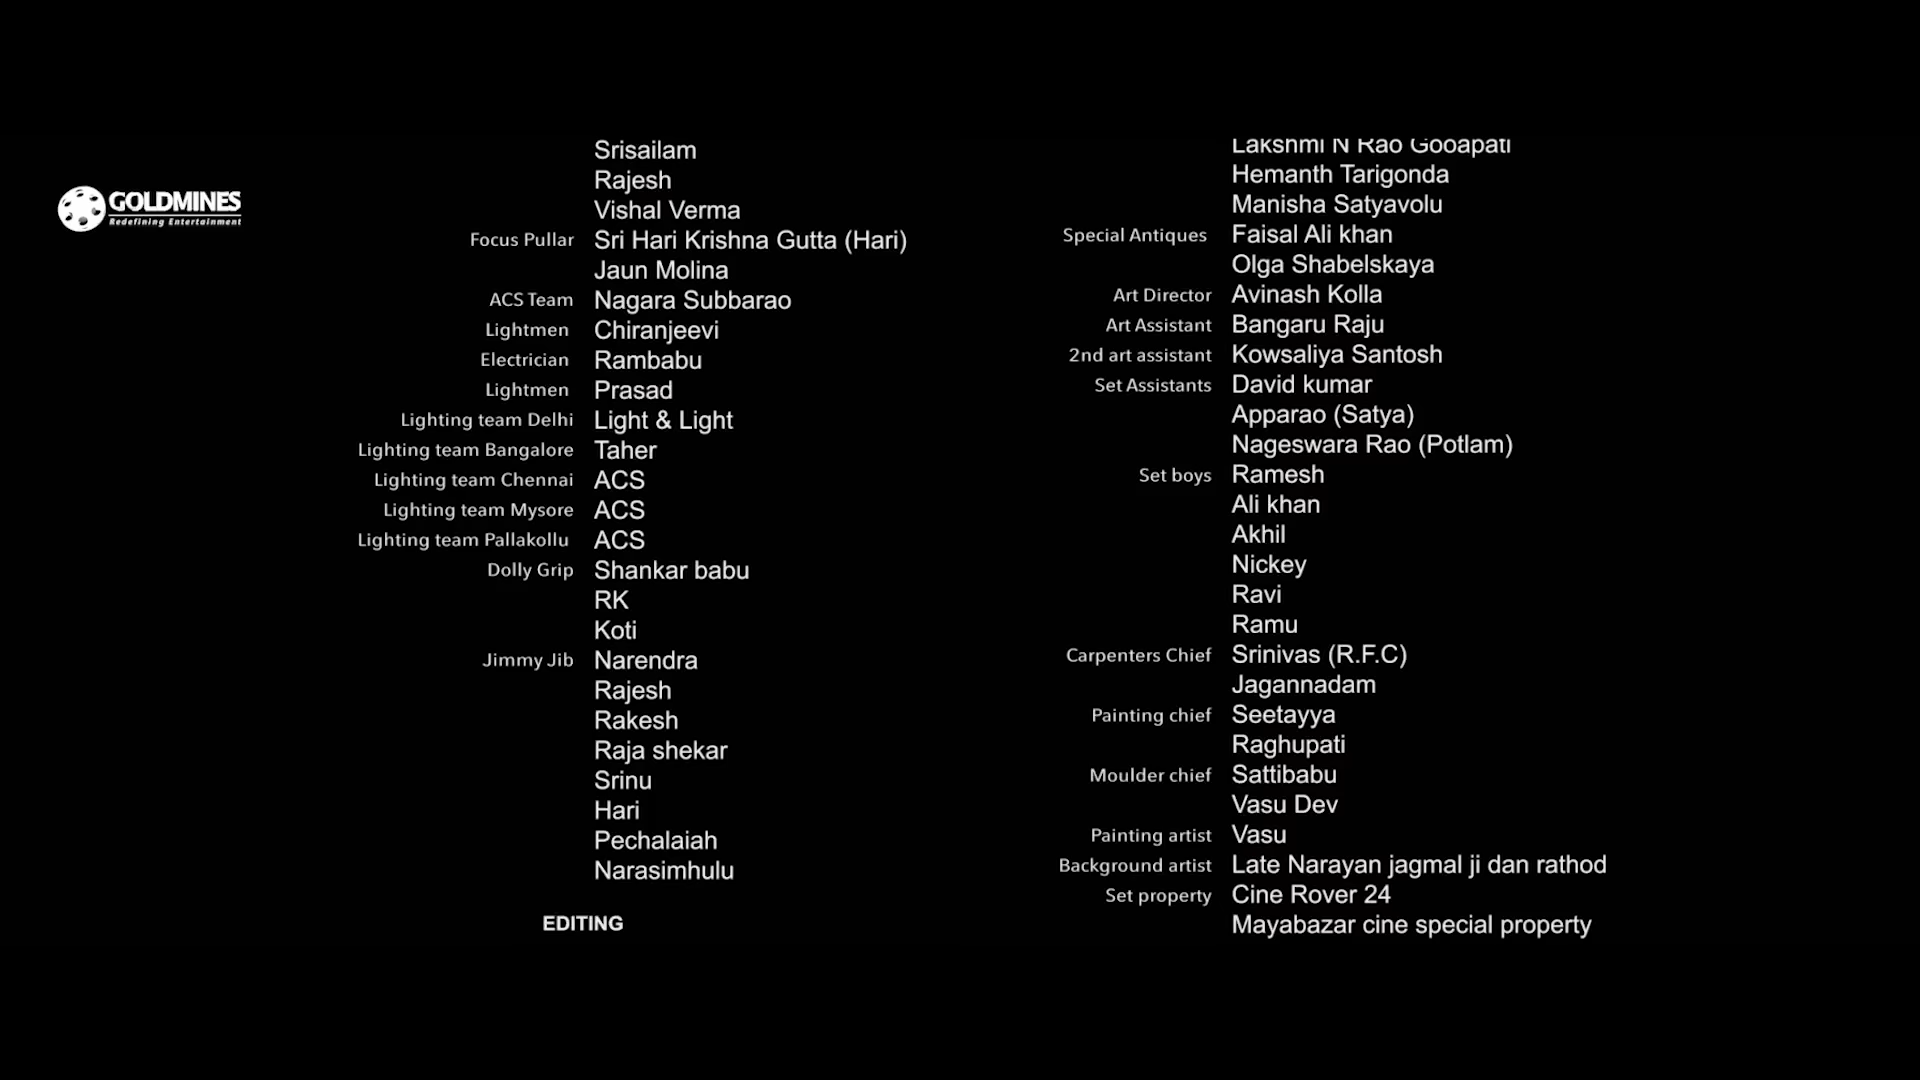 GOLDMINES
Redefining Entertainment
Srisailam
Rajesh
Vishal Verma
Focus Pullar Sri Hari Krishna Gutta (Hari)
Jaun Molina
ACS Team Nagara Subbarao
Lightmen Chiranjeevi
Electrician Rambabu
Lightmen Prasad
Lighting team Delhi Light & Light
Lighting team Bangalore Taher
Lighting team Chennai ACS
Lighting team Mysore ACS
Lighting team Pallakollu ACS
Dolly Grip Shankar babu
RK
Koti
Jimmy Jib Narendra
Rajesh
Rakesh
Raja shekar
Srinu
Hari
Pechalaiah
Narasimhulu
EDITING
Lakshmi N Rao
Hemanth Tarigonda
Manisha Satyavolu
Special Antiques Faisal Ali khan
Olga Shabelskaya
Art Director Avinash Kolla
Art Assistant Bangaru Raju
2nd art assistant Kowsaliya Santosh
Set Assistants David kumar
Apparao (Satya)
Nageswara Rao (Potlam)
Set boys Ramesh
Ali khan
Akhil
Nickey
Ravi
Ramu
Carpenters Chief Srinivas (R.F.C)
Jagannadam
Painting chief Seetayya
Raghupati
Moulder chief Sattibabu
Vasu Dev
Painting artist Vasu
Background artist Late Narayan jagmal ji dan rathod
Set property Cine Rover 24
Mayabazar cine special property